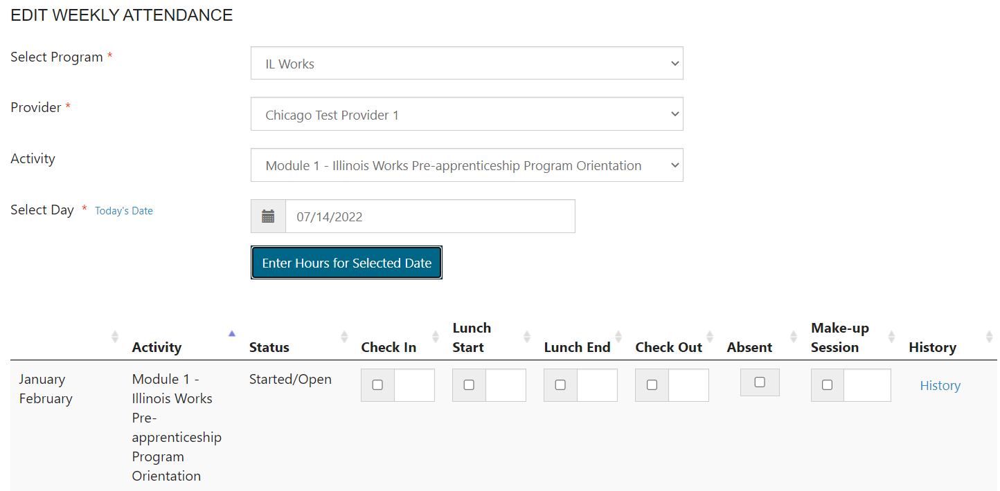 EDIT WEEKLY ATTENDANCE
Select Program *
IL Works
Provider *
Chicago Test Provider 1
Activity
Module 1 - Illinois Works Pre-apprenticeship Program Orientation
Select Day * Today's Date
07/14/2022
Enter Hours for Selected Date
Activity
Status
Check In
Lunch
Start
Lunch End
Check Out
Absent
Make-up
Session
History
January
February
Module 1 -
Illinois Works
Pre-
apprenticeship
Program
Orientation
Started/Open
History